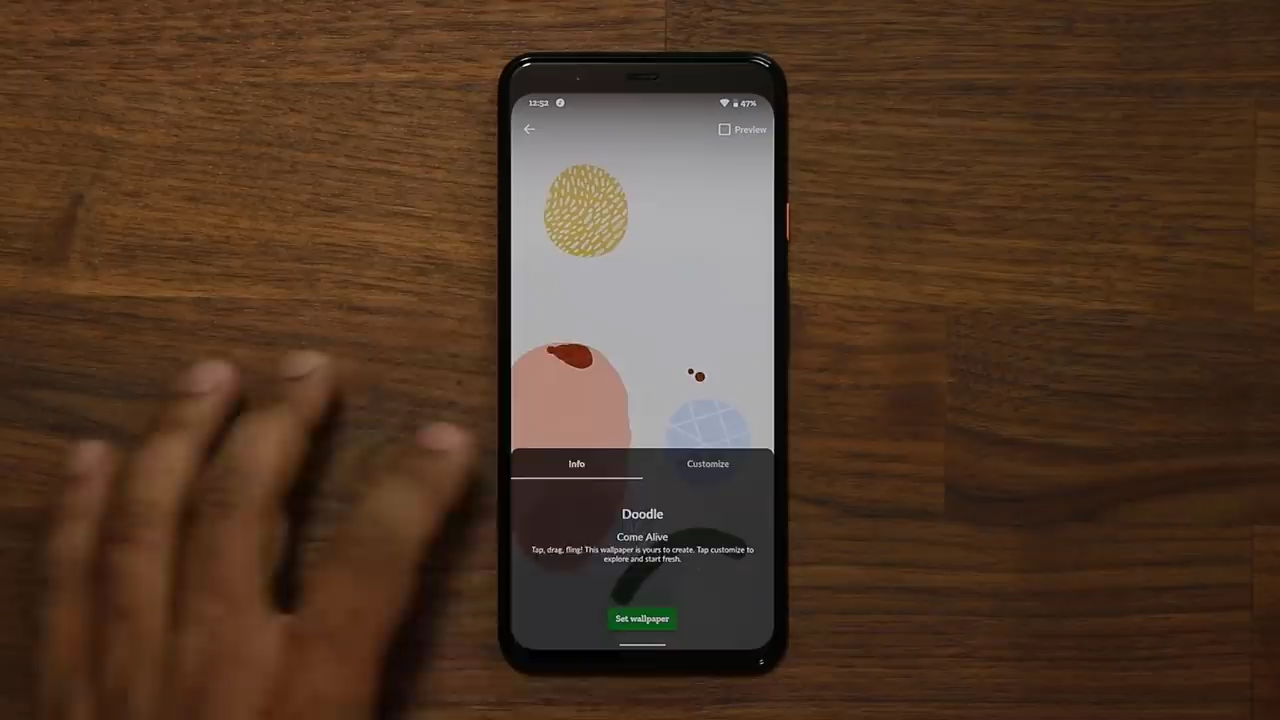 12:52
47%
Preview
Info
Customize
Doodle
Come Alive
Tap, drag, fling! This wallpaper is yours to create. Tap customize to
explore and start fresh.
Set wallpaper